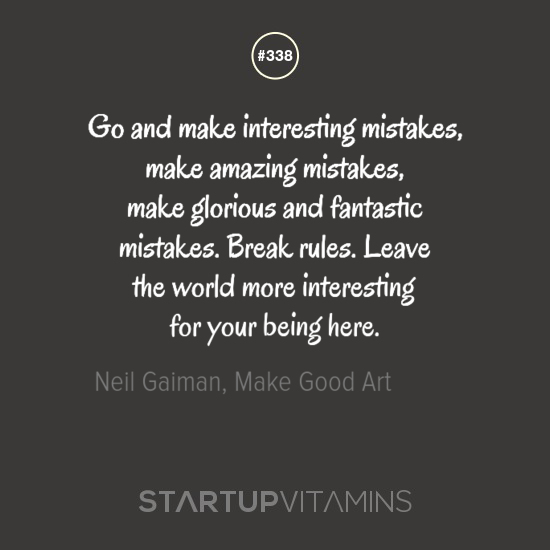 #338
Go and make interesting mistakes,
make amazing mistakes,
make glorious and fantastic
mistakes. Break rules. Leave
the world more interesting
for your being here.
Neil Gaiman, Make Good Art
STARTUPVITAMINS